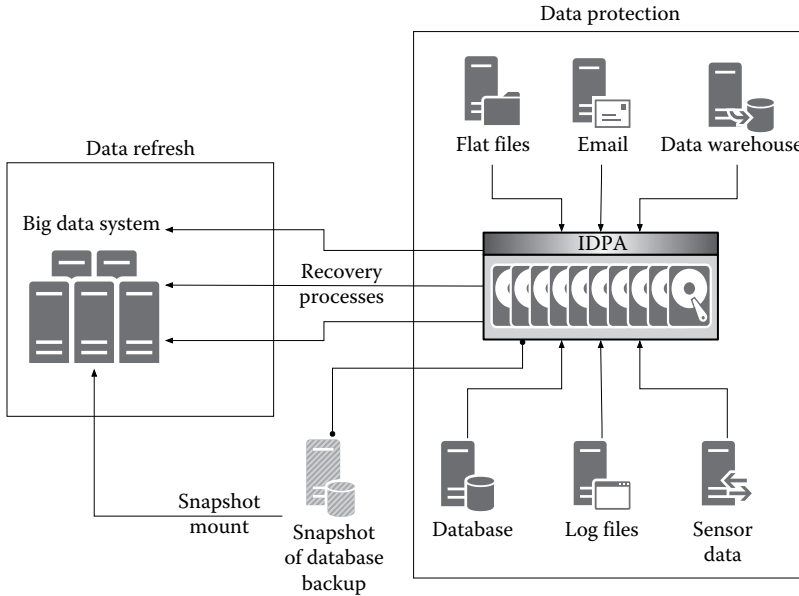 Data protection
Flat files
Email
Data warehouse
Data refresh
Big data system
IDPA
Recovery
processes
Database
Log files
Sensor
data
Snapshot
mount
Snapshot
of database
backup